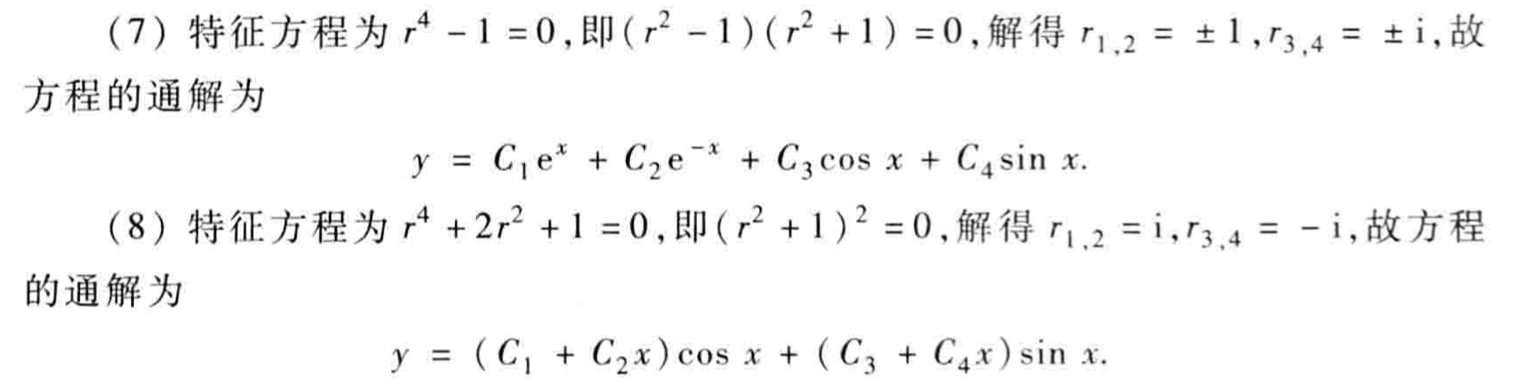 (7) 特征方程为 r⁴ - 1 = 0,即(r² - 1)(r² + 1) = 0,解得 r₁,₂ = ±1,r₃,₄ = ±i,故
方程的通解为
y = C₁eˣ + C₂e⁻ˣ + C₃cos x + C₄sin x.
(8) 特征方程为 r⁴ + 2r² + 1 = 0,即(r² + 1)² = 0,解得 r₁,₂ = i,r₃,₄ = -i,故方程
的通解为
y = (C₁ + C₂x)cos x + (C₃ + C₄x)sin x.